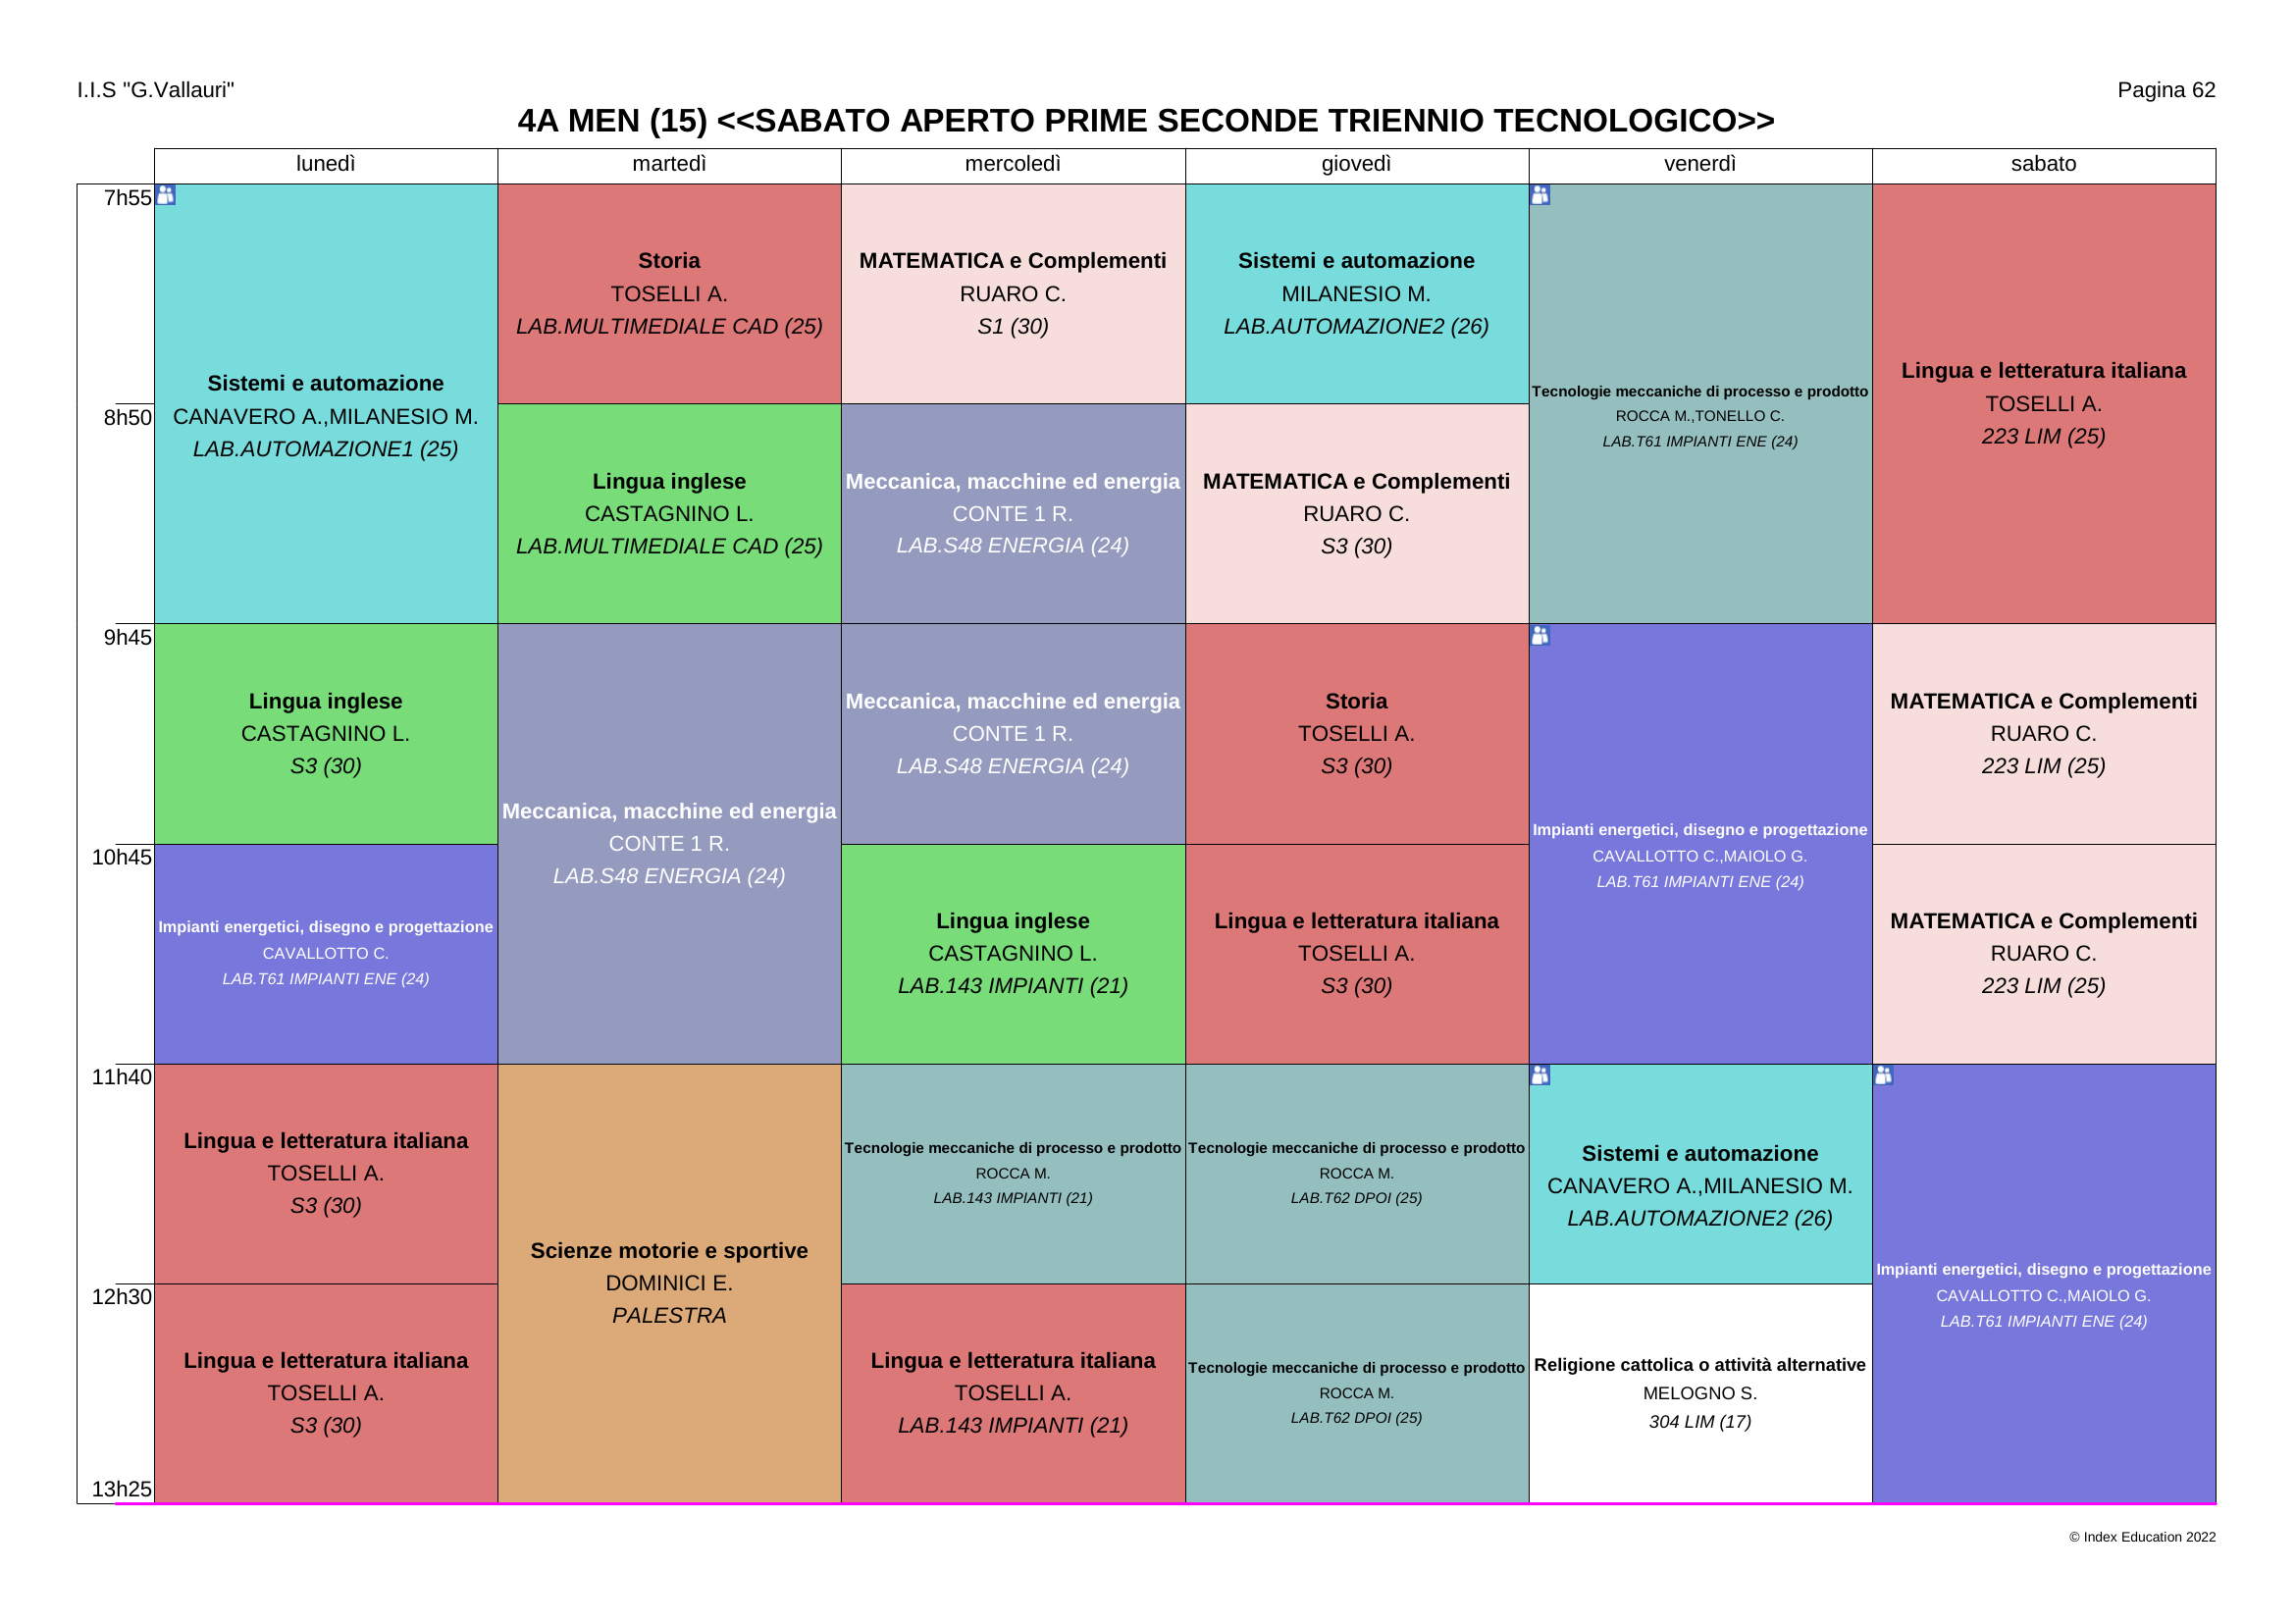 I.I.S "G.Vallauri"
Pagina 62
4A MEN (15) <<SABATO APERTO PRIME SECONDE TRIENNIO TECNOLOGICO>>
lunedì
martedì
mercoledì
giovedì
venerdì
sabato
7h55
8h50
9h45
10h45
11h40
12h30
13h25
Sistemi e automazione
CANAVERO A.,MILANESIO M.
LAB.AUTOMAZIONE1 (25)
Lingua inglese
CASTAGNINO L.
S3 (30)
Impianti energetici, disegno e progettazione
CAVALLOTTO C.
LAB.T61 IMPIANTI ENE (24)
Lingua e letteratura italiana
TOSELLI A.
S3 (30)
Lingua e letteratura italiana
TOSELLI A.
S3 (30)
Storia
TOSELLI A.
LAB.MULTIMEDIALE CAD (25)
Lingua inglese
CASTAGNINO L.
LAB.MULTIMEDIALE CAD (25)
Meccanica, macchine ed energia
CONTE 1 R.
LAB.S48 ENERGIA (24)
Scienze motorie e sportive
DOMINICI E.
PALESTRA
MATEMATICA e Complementi
RUARO C.
S1 (30)
Meccanica, macchine ed energia
CONTE 1 R.
LAB.S48 ENERGIA (24)
Meccanica, macchine ed energia
CONTE 1 R.
LAB.S48 ENERGIA (24)
Lingua inglese
CASTAGNINO L.
LAB.143 IMPIANTI (21)
Tecnologie meccaniche di processo e prodotto
ROCCA M.
LAB.143 IMPIANTI (21)
Lingua e letteratura italiana
TOSELLI A.
LAB.143 IMPIANTI (21)
Sistemi e automazione
MILANESIO M.
LAB.AUTOMAZIONE2 (26)
MATEMATICA e Complementi
RUARO C.
S3 (30)
Storia
TOSELLI A.
S3 (30)
Lingua e letteratura italiana
TOSELLI A.
S3 (30)
Tecnologie meccaniche di processo e prodotto
ROCCA M.
LAB.T62 DPOI (25)
Tecnologie meccaniche di processo e prodotto
ROCCA M.
LAB.T62 DPOI (25)
Tecnologie meccaniche di processo e prodotto
ROCCA M.,TONELLO C.
LAB.T61 IMPIANTI ENE (24)
Impianti energetici, disegno e progettazione
CAVALLOTTO C.,MAIOLO G.
LAB.T61 IMPIANTI ENE (24)
Sistemi e automazione
CANAVERO A.,MILANESIO M.
LAB.AUTOMAZIONE2 (26)
Religione cattolica o attività alternative
MELOGNO S.
304 LIM (17)
Lingua e letteratura italiana
TOSELLI A.
223 LIM (25)
MATEMATICA e Complementi
RUARO C.
223 LIM (25)
MATEMATICA e Complementi
RUARO C.
223 LIM (25)
Impianti energetici, disegno e progettazione
CAVALLOTTO C.,MAIOLO G.
LAB.T61 IMPIANTI ENE (24)
© Index Education 2022